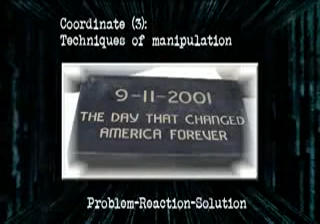 Coordinate (3):
Techniques of manipulation
9-11-2001
THE DAY THAT CHANGED
AMERICA FOREVER
Problem-Reaction-Solution